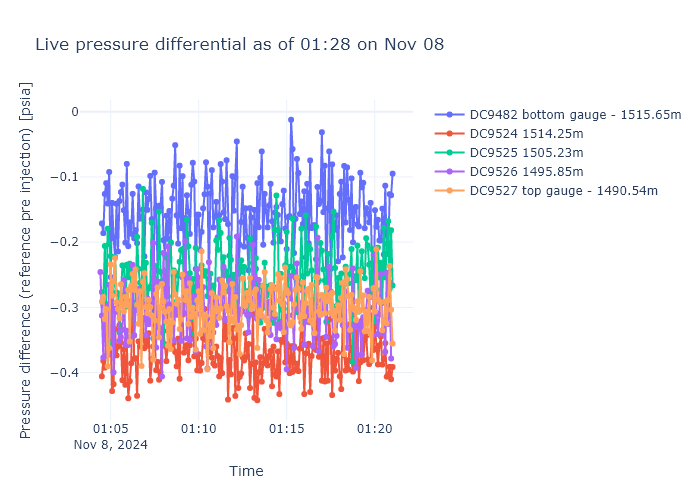 Live pressure differential as of 01:28 on Nov 08
Pressure difference (reference pre injection) [psia]
0
−0.1
−0.2
−0.3
−0.4
01:05
01:10
01:15
01:20
Nov 8, 2024
Time
DC9482 bottom gauge - 1515.65m
DC9524 1514.25m
DC9525 1505.23m
DC9526 1495.85m
DC9527 top gauge - 1490.54m